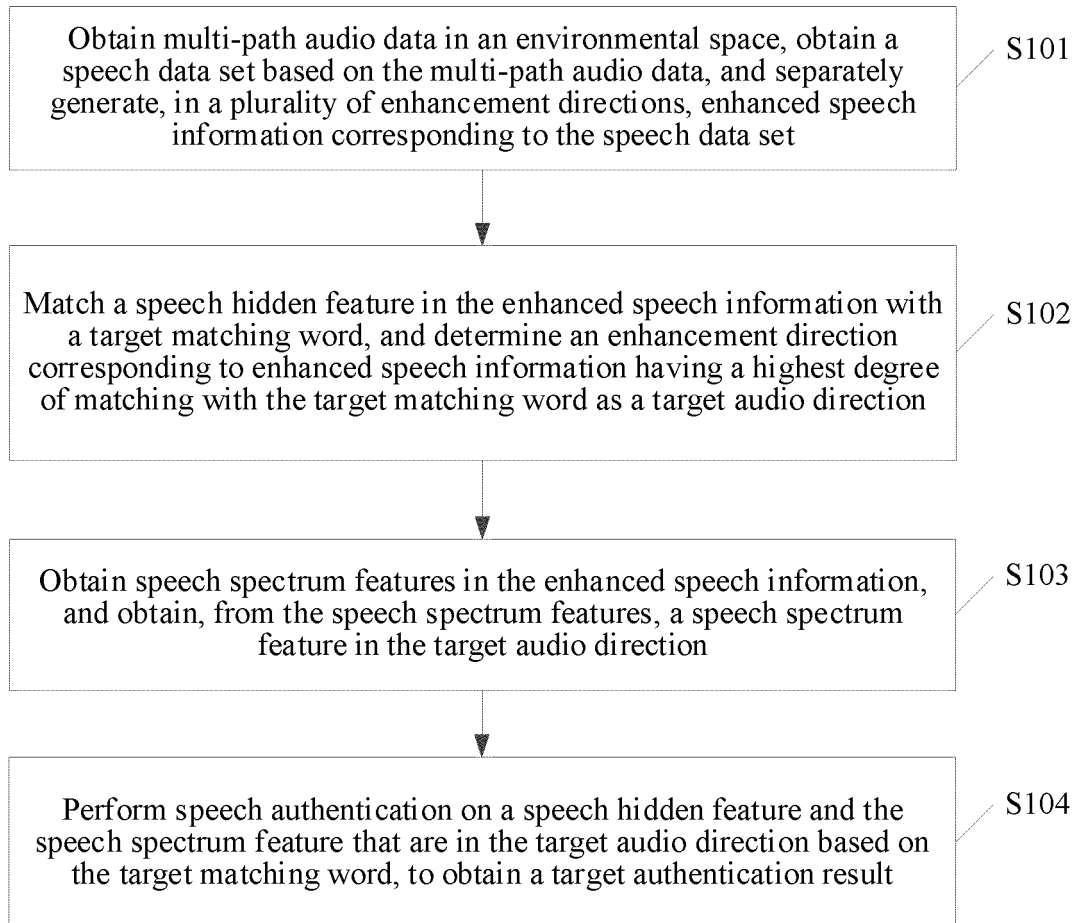 Obtain multi-path audio data in an environmental space, obtain a
speech data set based on the multi-path audio data, and separately
generate, in a plurality of enhancement directions, enhanced speech
information corresponding to the speech data set
S101
Match a speech hidden feature in the enhanced speech information with
a target matching word, and determine an enhancement direction
corresponding to enhanced speech information having a highest degree
of matching with the target matching word as a target audio direction
S102
Obtain speech spectrum features in the enhanced speech information,
and obtain, from the speech spectrum features, a speech spectrum
feature in the target audio direction
S103
Perform speech authentication on a speech hidden feature and the
speech spectrum feature that are in the target audio direction based on
the target matching word, to obtain a target authentication result
S104